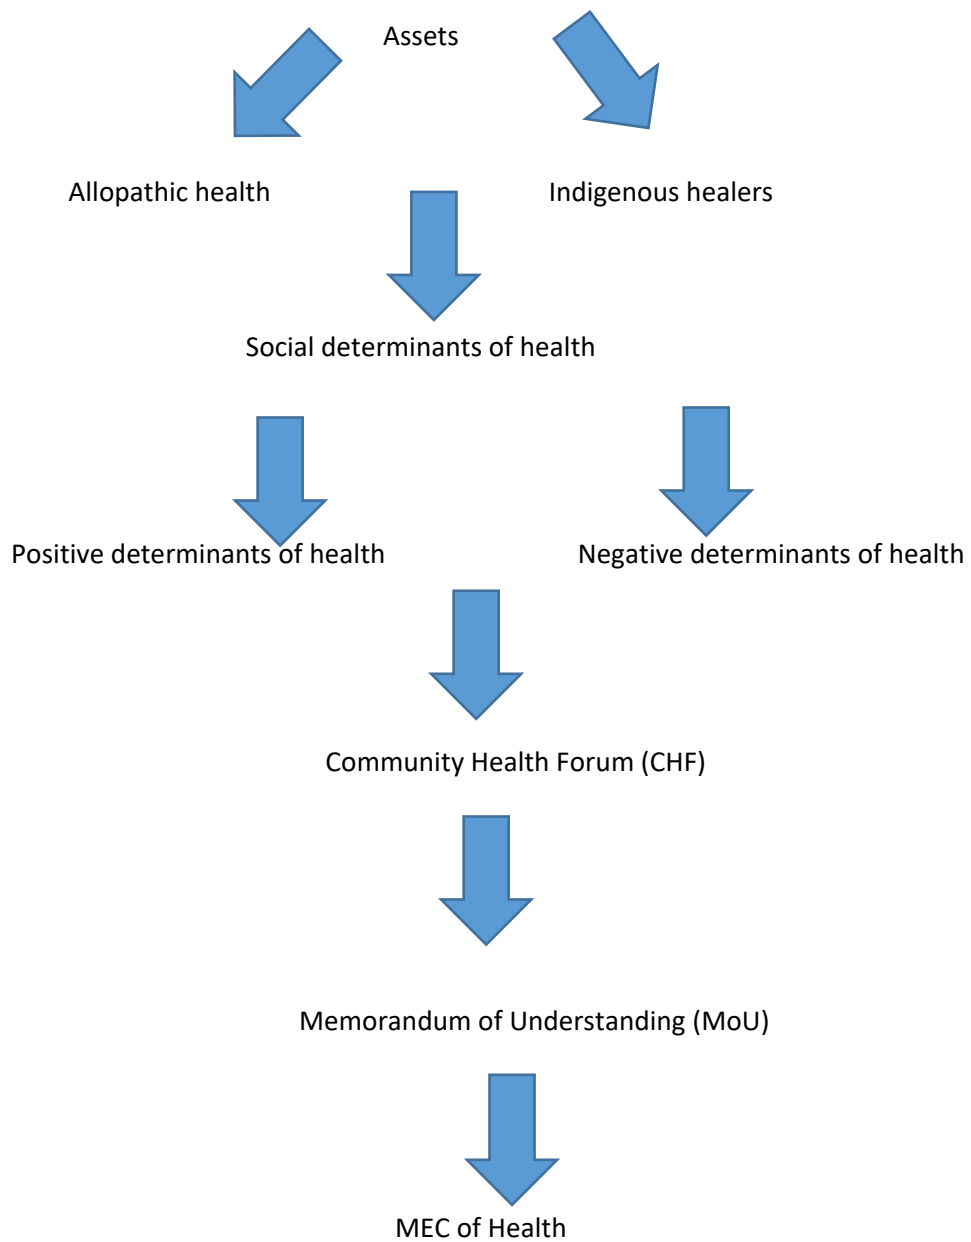 Assets
Allopathic health
Indigenous healers
Social determinants of health
Positive determinants of health
Negative determinants of health
Community Health Forum (CHF)
Memorandum of Understanding (MoU)
MEC of Health